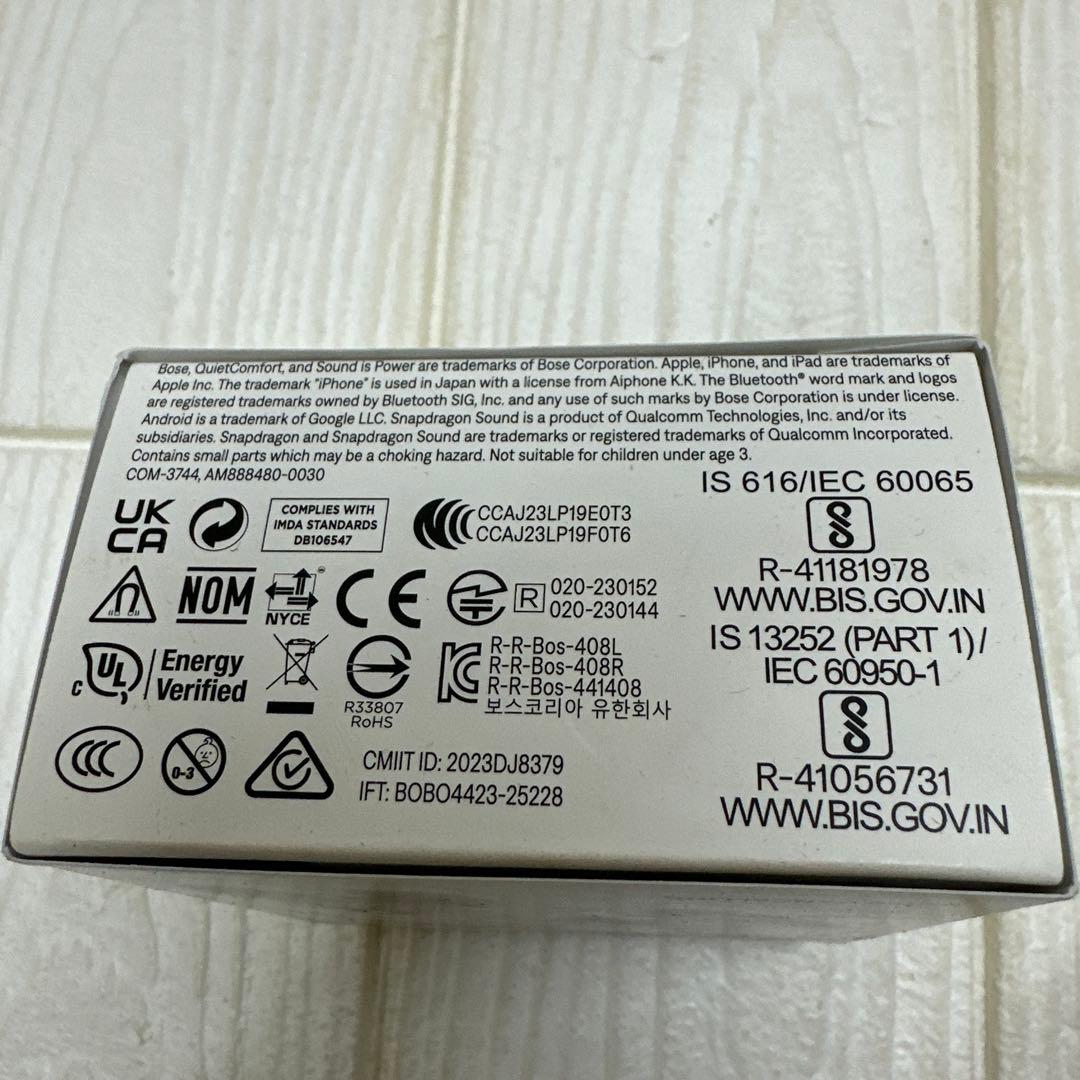 Bose, QuietComfort, and Sound is Power are trademarks of Bose Corporation. Apple, iPhone, and iPad are trademarks of
Apple Inc. The trademark "iPhone" is used in Japan with a license from Aiphone K.K. The Bluetooth® word mark and logos
are registered trademarks owned by Bluetooth SIG, Inc. and any use of such marks by Bose Corporation is under license.
Android is a trademark of Google LLC. Snapdragon Sound is a product of Qualcomm Technologies, Inc. and/or its
subsidiaries. Snapdragon and Snapdragon Sound are trademarks or registered trademarks of Qualcomm Incorporated.
Contains small parts which may be a choking hazard. Not suitable for children under age 3.
COM-3744, AM888480-0030
UK
CA
COMPLIES WITH
IMDA STANDARDS
DB106547
CCAJ23LP19E0T3
CCAJ23LP19F0T6
NOM
NYCE
CE
R
020-230152
020-230144
c UL
Energy
Verified
R33807
RoHS
KC
R-R-Bos-408L
R-R-Bos-408R
R-R-Bos-441408
보스코리아 유한회사
CCC
0-3
CMIIT ID: 2023DJ8379
IFT: BOBO4423-25228
IS 616/IEC 60065
R-41181978
WWW.BIS.GOV.IN
IS 13252 (PART 1)/
IEC 60950-1
R-41056731
WWW.BIS.GOV.IN